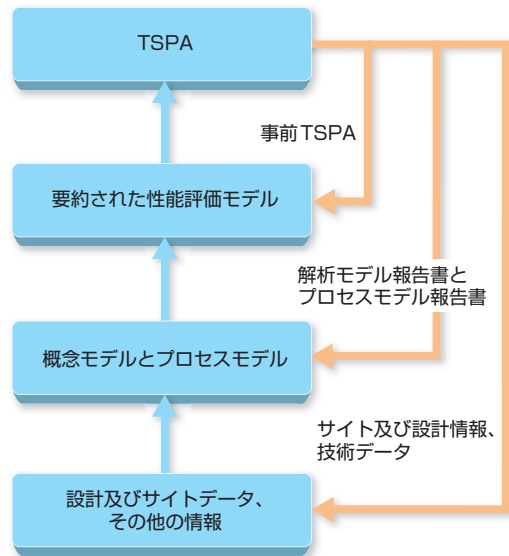 TSPA
事前TSPA
要約された性能評価モデル
解析モデル報告書と
プロセスモデル報告書
概念モデルとプロセスモデル
サイト及び設計情報、
技術データ
設計及びサイトデータ、
その他の情報